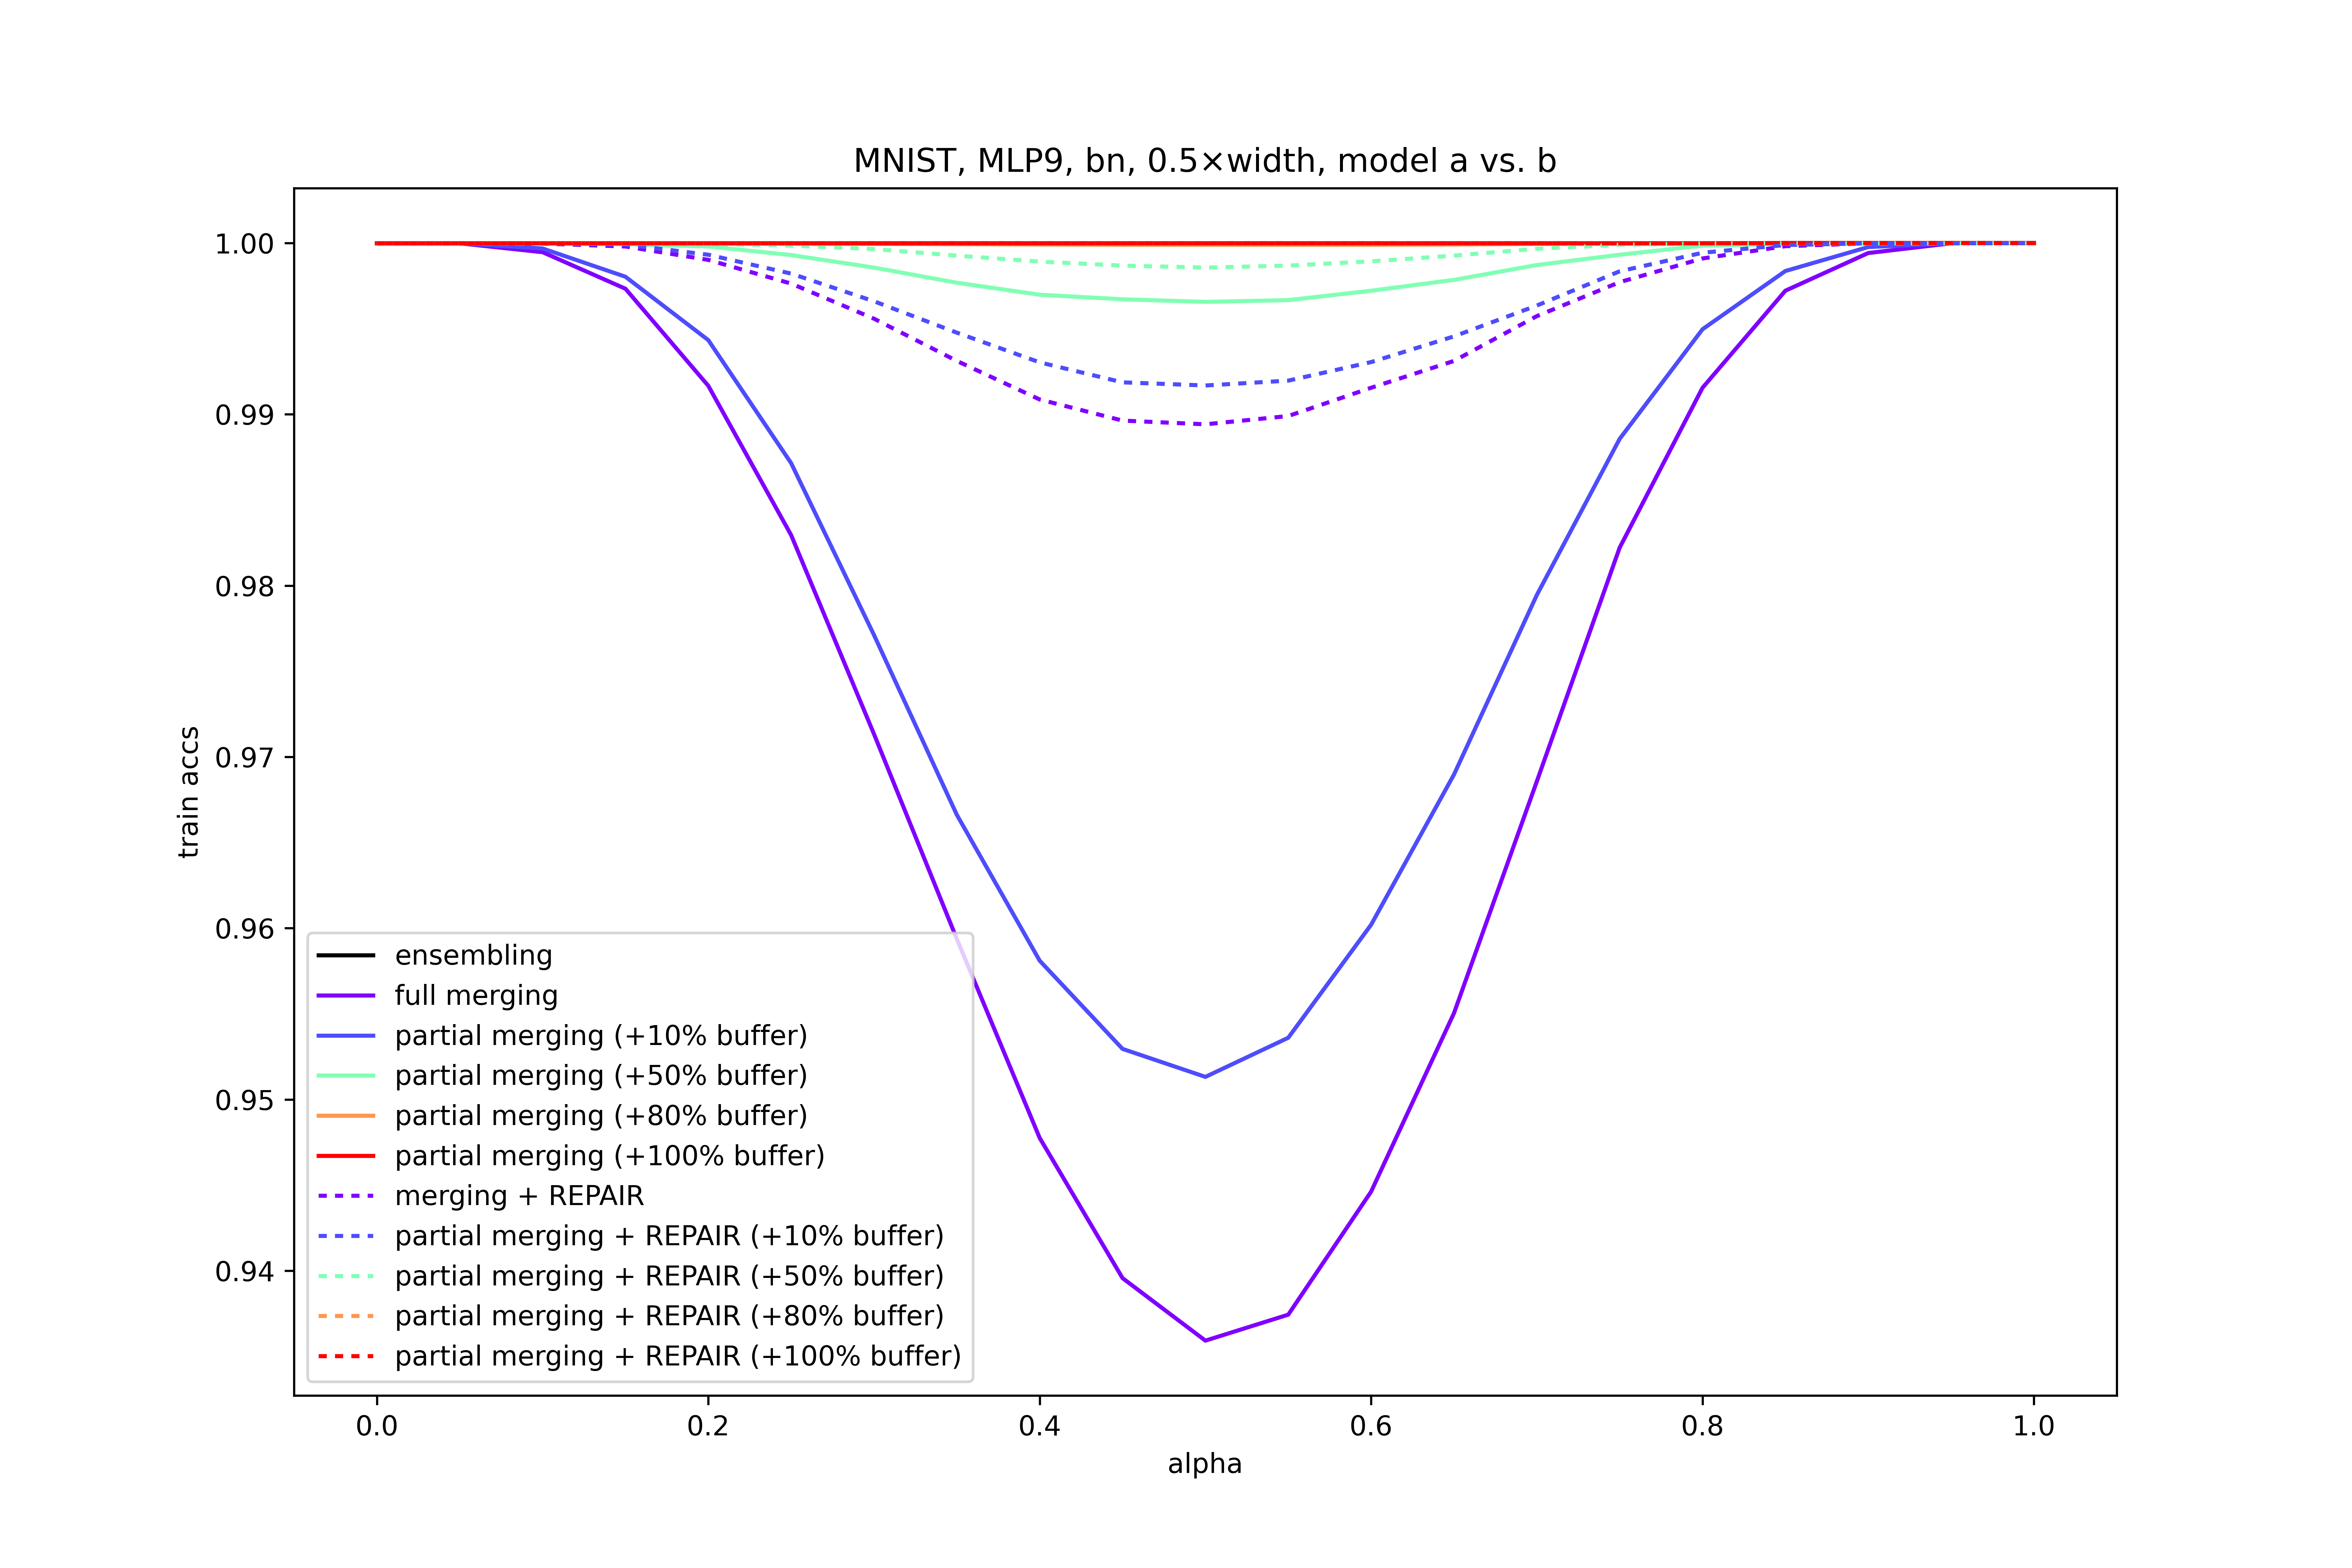 MNIST, MLP9, bn, 0.5×width, model a vs. b
1.00
0.99
0.98
0.97
0.96
0.95
0.94
train accs
ensembling
full merging
partial merging (+10% buffer)
partial merging (+50% buffer)
partial merging (+80% buffer)
partial merging (+100% buffer)
merging + REPAIR
partial merging + REPAIR (+10% buffer)
partial merging + REPAIR (+50% buffer)
partial merging + REPAIR (+80% buffer)
partial merging + REPAIR (+100% buffer)
0.0 0.2 0.4 0.6 0.8 1.0
alpha